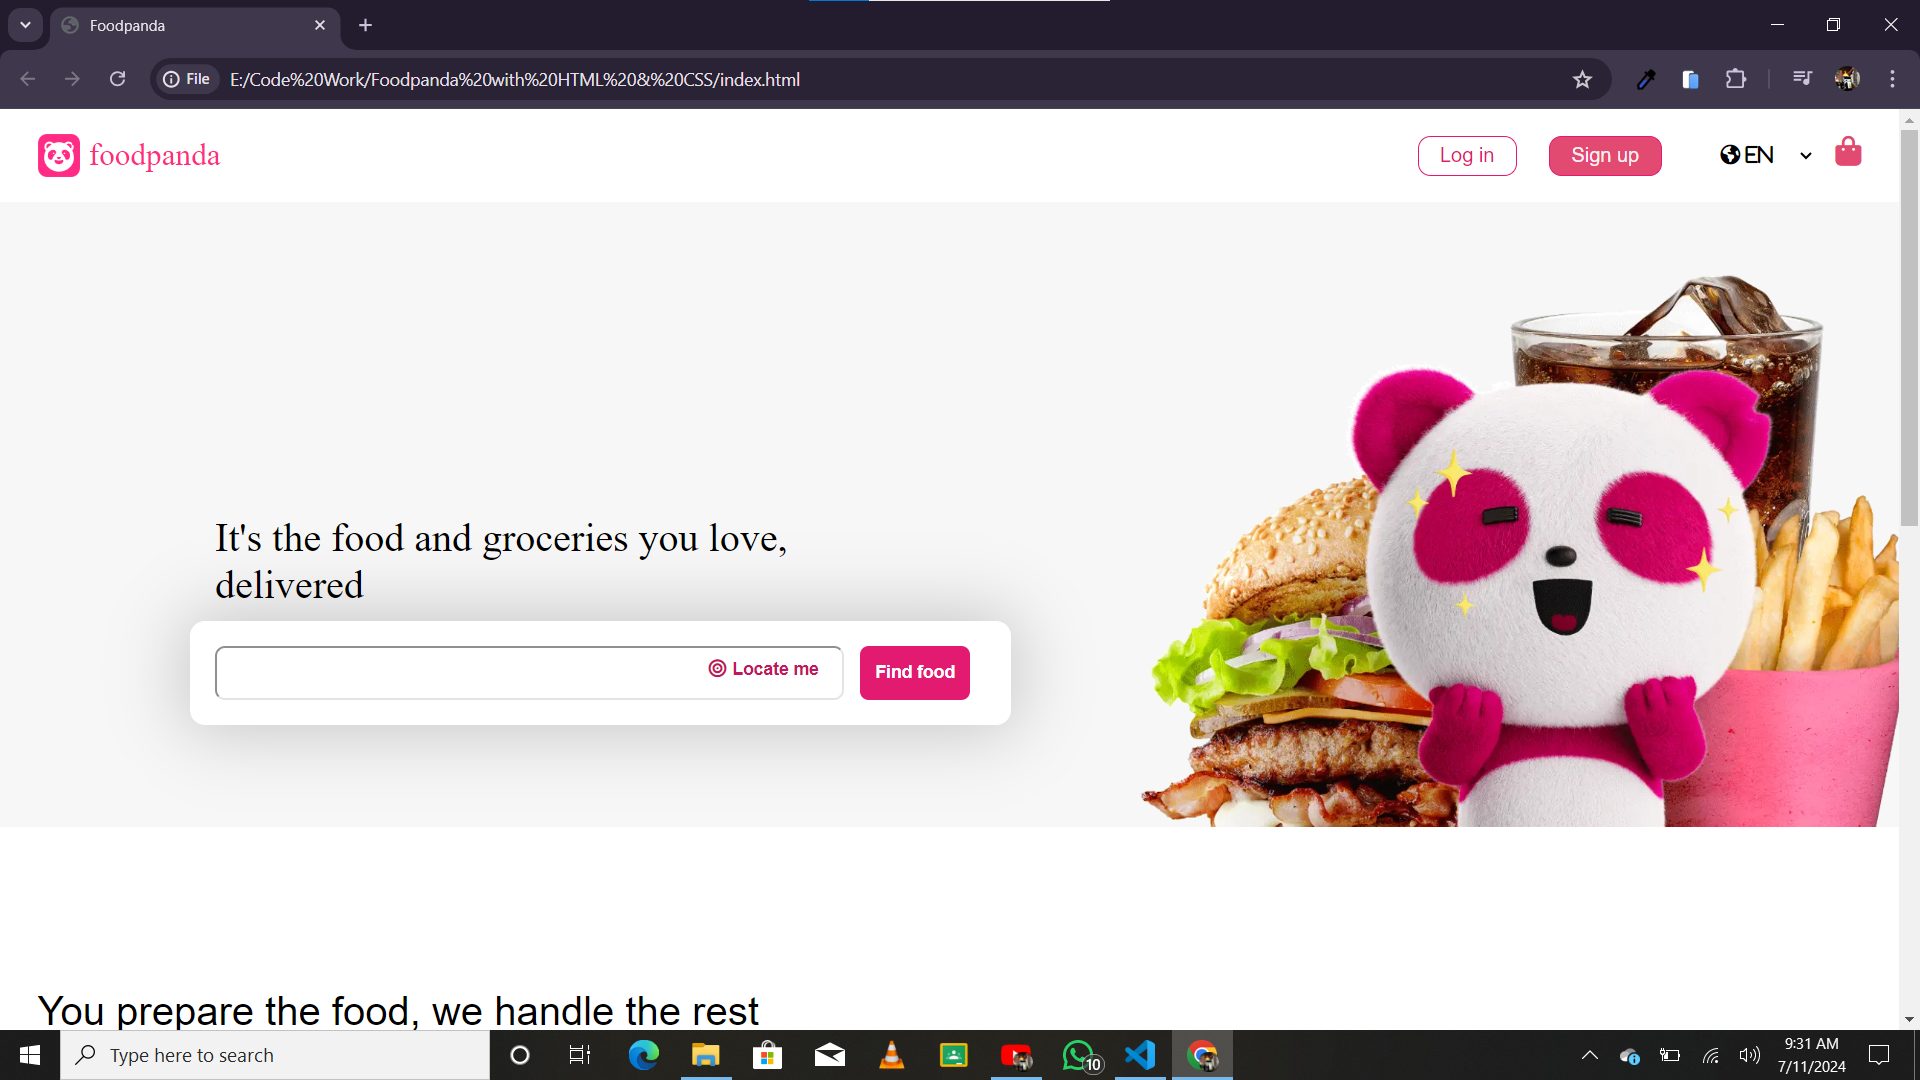 Foodpanda
File
E:/Code%20Work/Foodpanda%20with%20HTML%20&%20CSS/index.html
foodpanda
Log in
Sign up
EN
It's the food and groceries you love,
delivered
Locate me
Find food
You prepare the food, we handle the rest
Type here to search
10
9:31 AM
7/11/2024